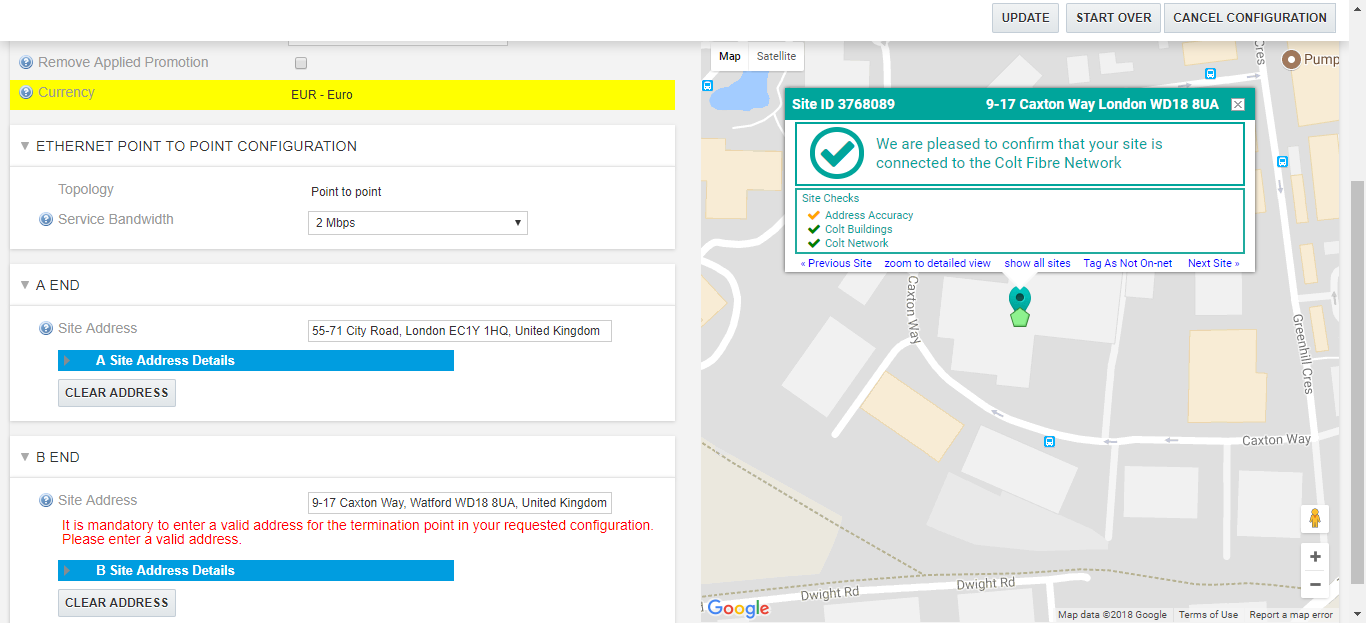 UPDATE
START OVER
CANCEL CONFIGURATION
Remove Applied Promotion
Currency
EUR - Euro
ETHERNET POINT TO POINT CONFIGURATION
Topology
Point to point
Service Bandwidth
2 Mbps
A END
Site Address
55-71 City Road, London EC1Y 1HQ, United Kingdom
A Site Address Details
CLEAR ADDRESS
B END
Site Address
9-17 Caxton Way, Watford WD18 8UA, United Kingdom
It is mandatory to enter a valid address for the termination point in your requested configuration.
Please enter a valid address.
B Site Address Details
CLEAR ADDRESS
Map
Satellite
Cres
Pump
Site ID 3768089
9-17 Caxton Way London WD18 8UA
We are pleased to confirm that your site is
connected to the Colt Fibre Network
Site Checks
Address Accuracy
Colt Buildings
Colt Network
« Previous Site
zoom to detailed view
show all sites
Tag As Not On-net
Next Site »
Caxton Way
Greenhill Cres
Caxton Way
Dwight Rd
Dwight Rd
Google
Map data ©2018 Google
Terms of Use
Report a map error